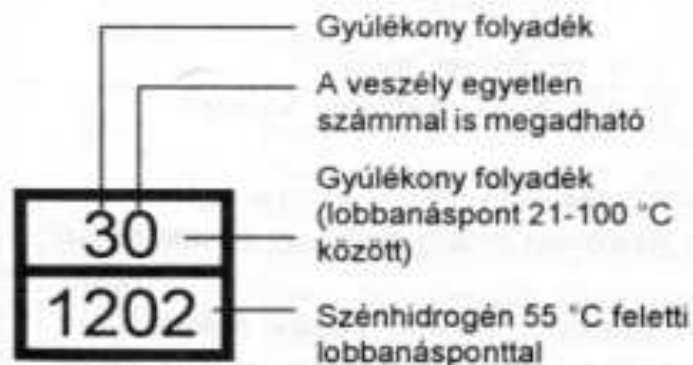 Gyúlékony folyadék
A veszély egyetlen
számmal is megadható
Gyúlékony folyadék
(lobbanáspont 21-100 °C
között)
30
1202
Szénhidrogén 55 °C feletti
lobbanásponttal